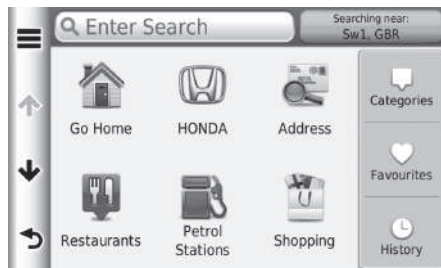 Enter Search
Searching near:
Sw1, GBR
Go Home
HONDA
Address
Categories
Restaurants
Petrol
Stations
Shopping
Favourites
History